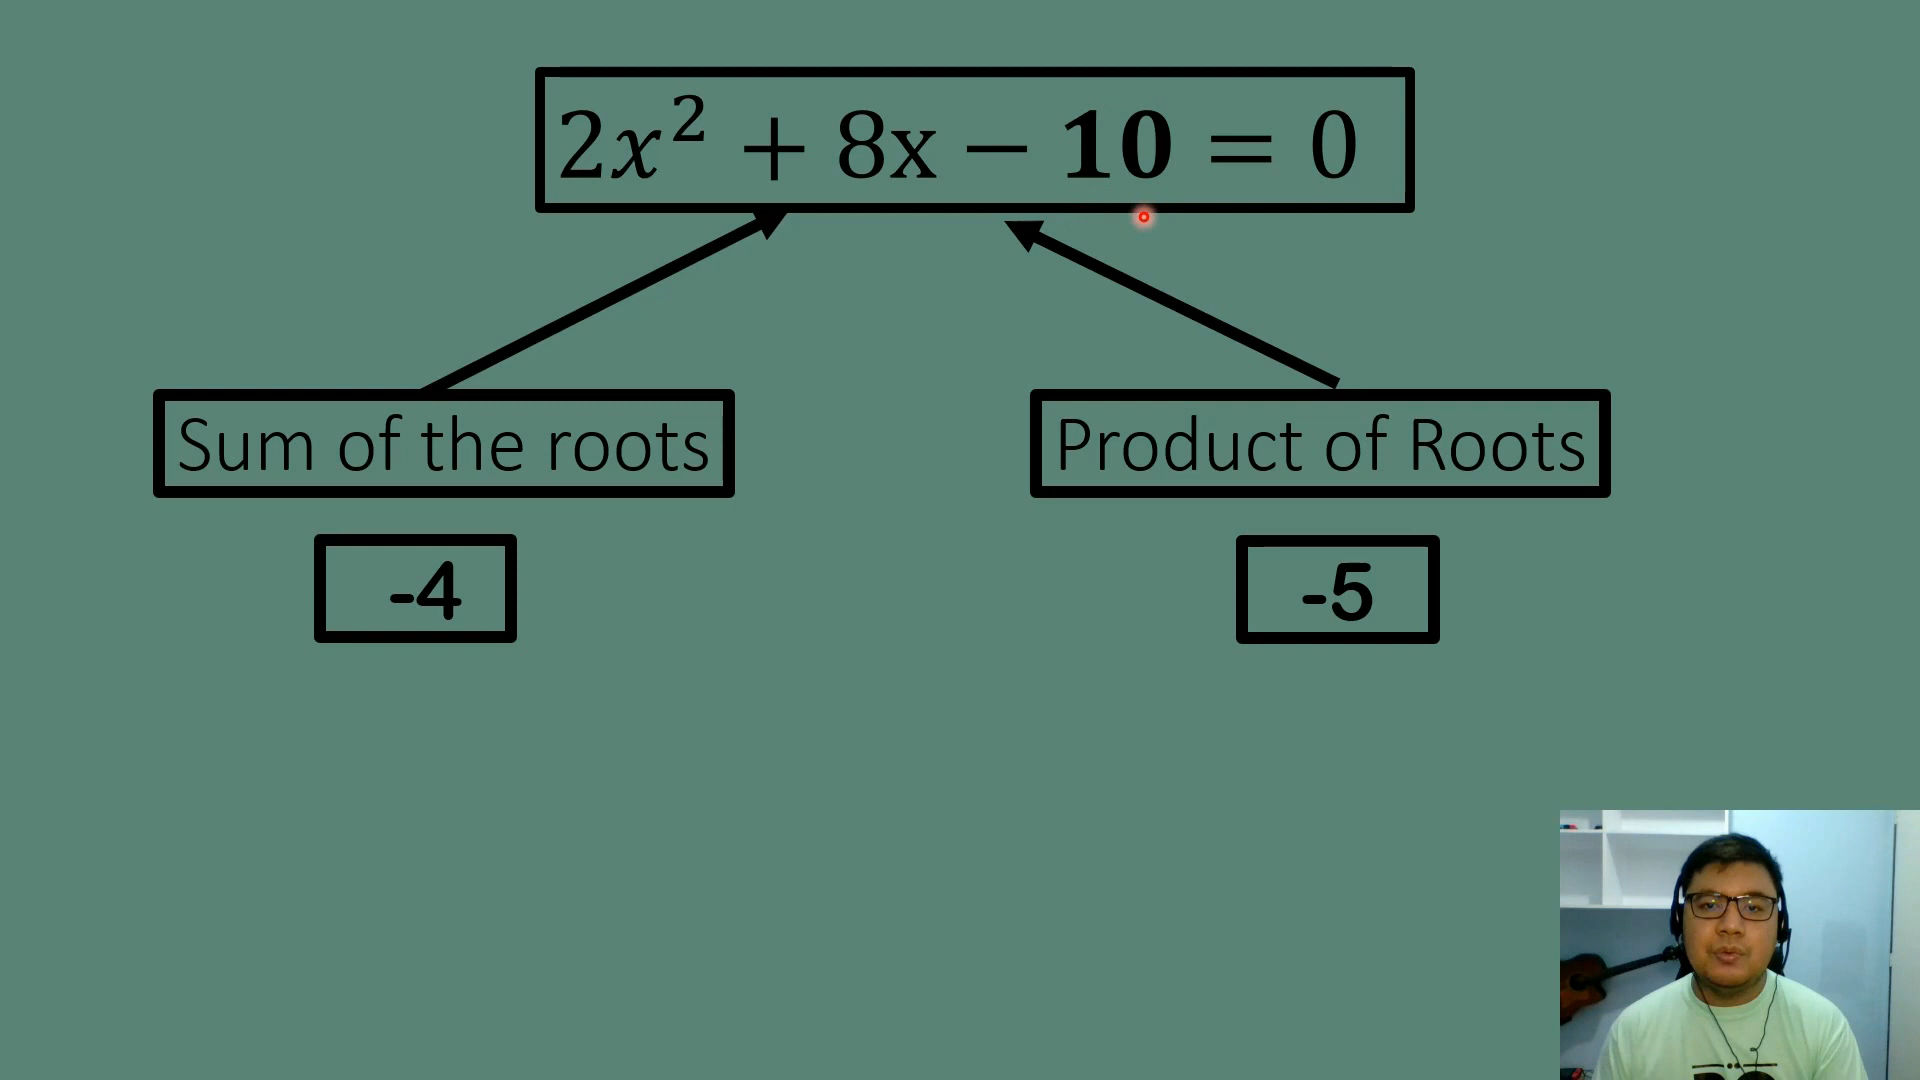 2x² + 8x − 10 = 0
Sum of the roots
Product of Roots
-4
-5